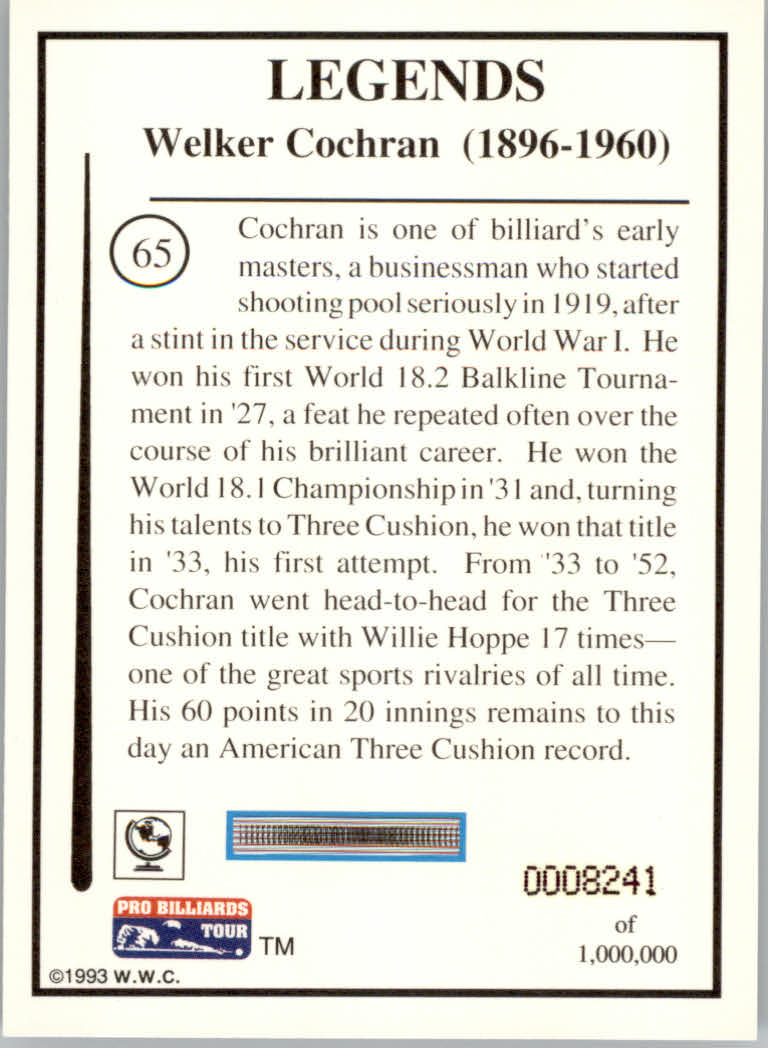 LEGENDS
Welker Cochran (1896-1960)
65
Cochran is one of billiard's early
masters, a businessman who started
shooting pool seriously in 1919, after
a stint in the service during World War I. He
won his first World 18.2 Balkline Tourna-
ment in '27, a feat he repeated often over the
course of his brilliant career. He won the
World 18.1 Championship in '31 and, turning
his talents to Three Cushion, he won that title
in '33, his first attempt. From '33 to '52,
Cochran went head-to-head for the Three
Cushion title with Willie Hoppe 17 times—
one of the great sports rivalries of all time.
His 60 points in 20 innings remains to this
day an American Three Cushion record.
0008241
of
1,000,000
PRO BILLIARDS
TOUR
TM
©1993 W.W.C.